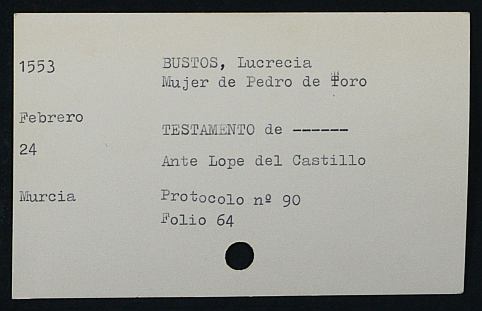 1553
BUSTOS, Lucrecia
Mujer de Pedro de Toro
Febrero
24
TESTAMENTO de ------
Ante Lope del Castillo
Murcia
Protocolo nº 90
Folio 64